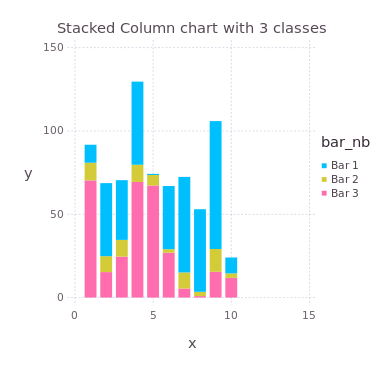 Stacked Column chart with 3 classes
150
100
50
0
y
0 5 10 15
x
bar_nb
Bar 1
Bar 2
Bar 3